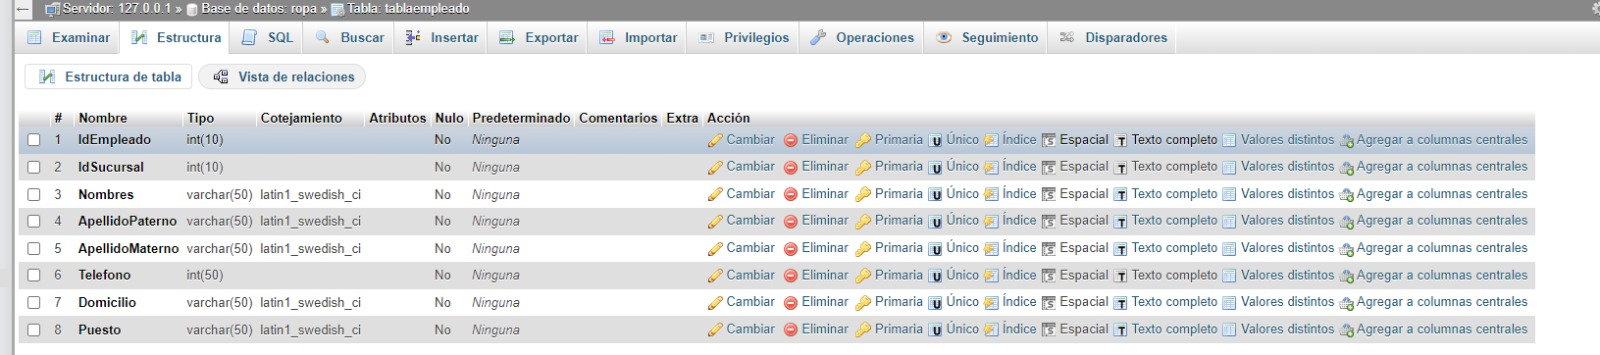 ← Servidor: 127.0.0.1 » Base de datos: ropa » Tabla: tablaempleado
Examinar Estructura SQL Buscar Insertar Exportar Importar Privilegios Operaciones Seguimiento Disparadores
Estructura de tabla Vista de relaciones
# Nombre Tipo Cotejamiento Atributos Nulo Predeterminado Comentarios Extra Acción
1 IdEmpleado int(10) No Ninguna Cambiar Eliminar Primaria Único Índice Espacial Texto completo Valores distintos Agregar a columnas centrales
2 IdSucursal int(10) No Ninguna Cambiar Eliminar Primaria Único Índice Espacial Texto completo Valores distintos Agregar a columnas centrales
3 Nombres varchar(50) latin1_swedish_ci No Ninguna Cambiar Eliminar Primaria Único Índice Espacial Texto completo Valores distintos Agregar a columnas centrales
4 ApellidoPaterno varchar(50) latin1_swedish_ci No Ninguna Cambiar Eliminar Primaria Único Índice Espacial Texto completo Valores distintos Agregar a columnas centrales
5 ApellidoMaterno varchar(50) latin1_swedish_ci No Ninguna Cambiar Eliminar Primaria Único Índice Espacial Texto completo Valores distintos Agregar a columnas centrales
6 Telefono int(50) No Ninguna Cambiar Eliminar Primaria Único Índice Espacial Texto completo Valores distintos Agregar a columnas centrales
7 Domicilio varchar(50) latin1_swedish_ci No Ninguna Cambiar Eliminar Primaria Único Índice Espacial Texto completo Valores distintos Agregar a columnas centrales
8 Puesto varchar(50) latin1_swedish_ci No Ninguna Cambiar Eliminar Primaria Único Índice Espacial Texto completo Valores distintos Agregar a columnas centrales